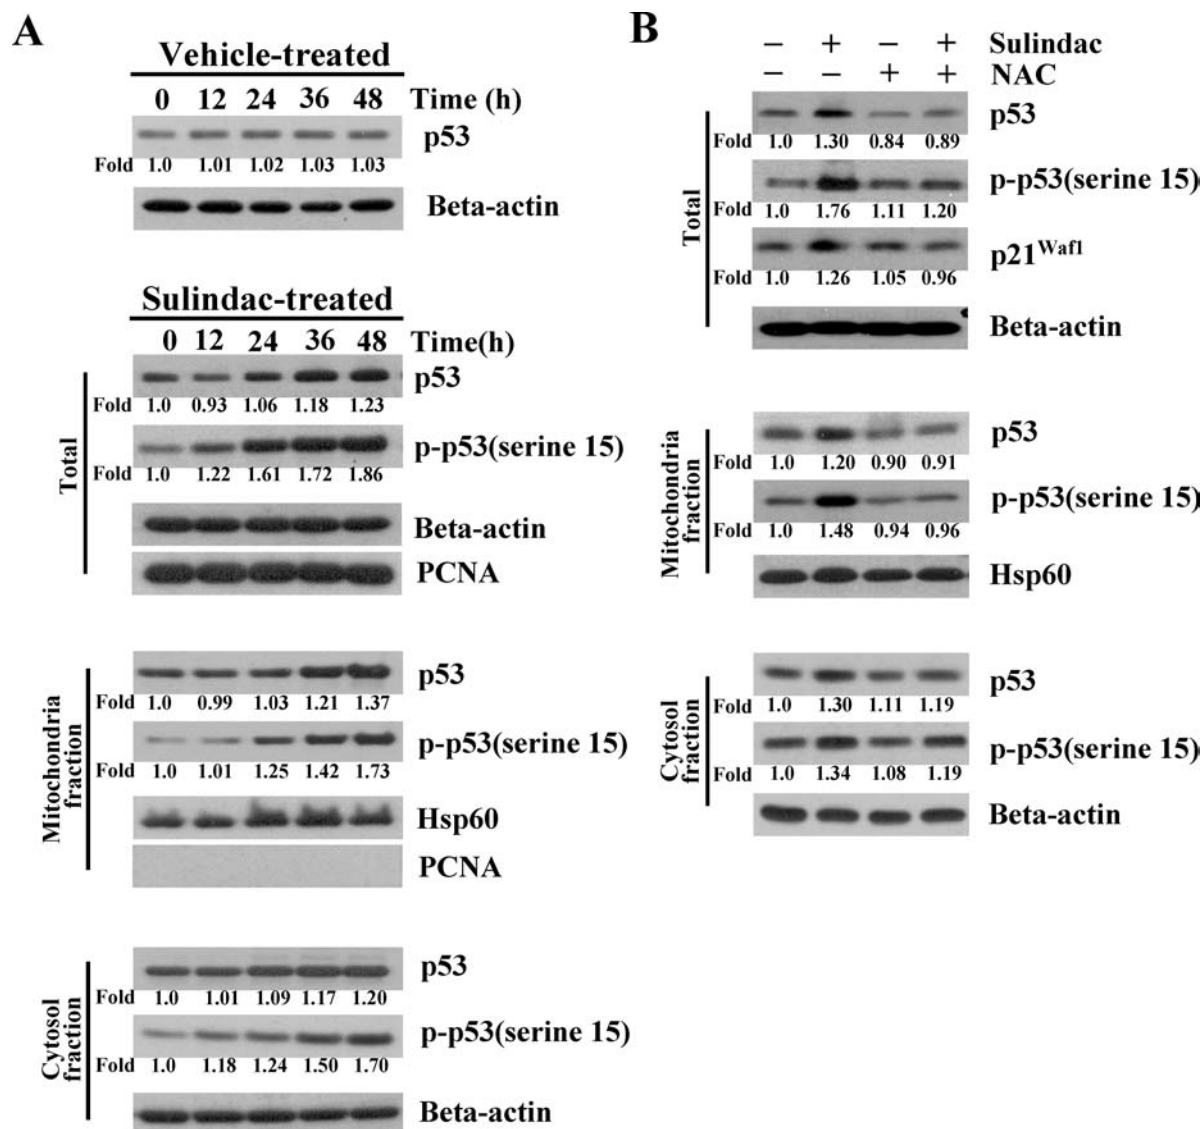 A
Vehicle-treated
0 12 24 36 48 Time (h)
p53
Fold 1.0 1.01 1.02 1.03 1.03
Beta-actin
Sulindac-treated
0 12 24 36 48 Time(h)
Total
p53
Fold 1.0 0.93 1.06 1.18 1.23
p-p53(serine 15)
Fold 1.0 1.22 1.61 1.72 1.86
Beta-actin
PCNA
Mitochondria
fraction
p53
Fold 1.0 0.99 1.03 1.21 1.37
p-p53(serine 15)
Fold 1.0 1.01 1.25 1.42 1.73
Hsp60
PCNA
Cytosol
fraction
p53
Fold 1.0 1.01 1.09 1.17 1.20
p-p53(serine 15)
Fold 1.0 1.18 1.24 1.50 1.70
Beta-actin
B
− + − + Sulindac
− − + + NAC
Total
p53
Fold 1.0 1.30 0.84 0.89
p-p53(serine 15)
Fold 1.0 1.76 1.11 1.20
p21Waf1
Fold 1.0 1.26 1.05 0.96
Beta-actin
Mitochondria
fraction
p53
Fold 1.0 1.20 0.90 0.91
p-p53(serine 15)
Fold 1.0 1.48 0.94 0.96
Hsp60
Cytosol
fraction
p53
Fold 1.0 1.30 1.11 1.19
p-p53(serine 15)
Fold 1.0 1.34 1.08 1.19
Beta-actin